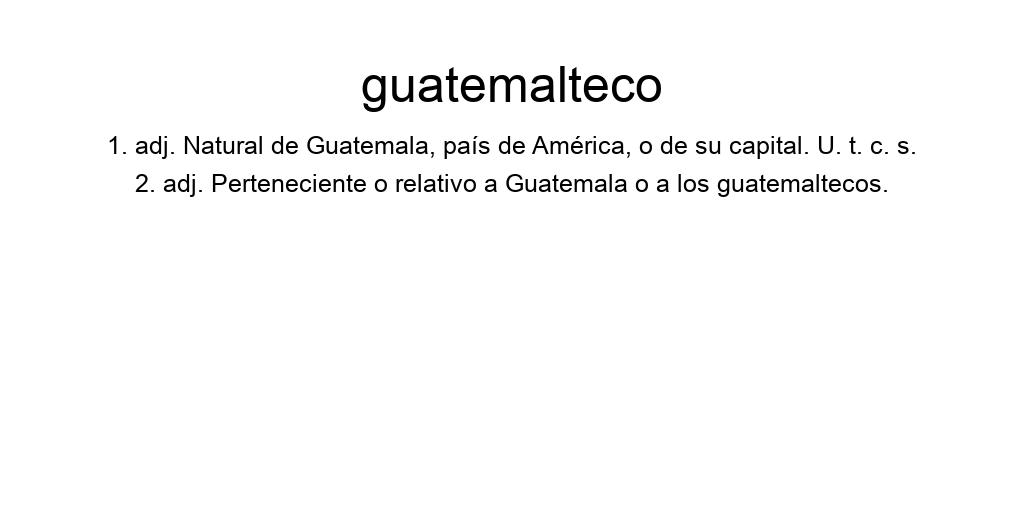 guatemalteco
1. adj. Natural de Guatemala, país de América, o de su capital. U. t. c. s.
2. adj. Perteneciente o relativo a Guatemala o a los guatemaltecos.